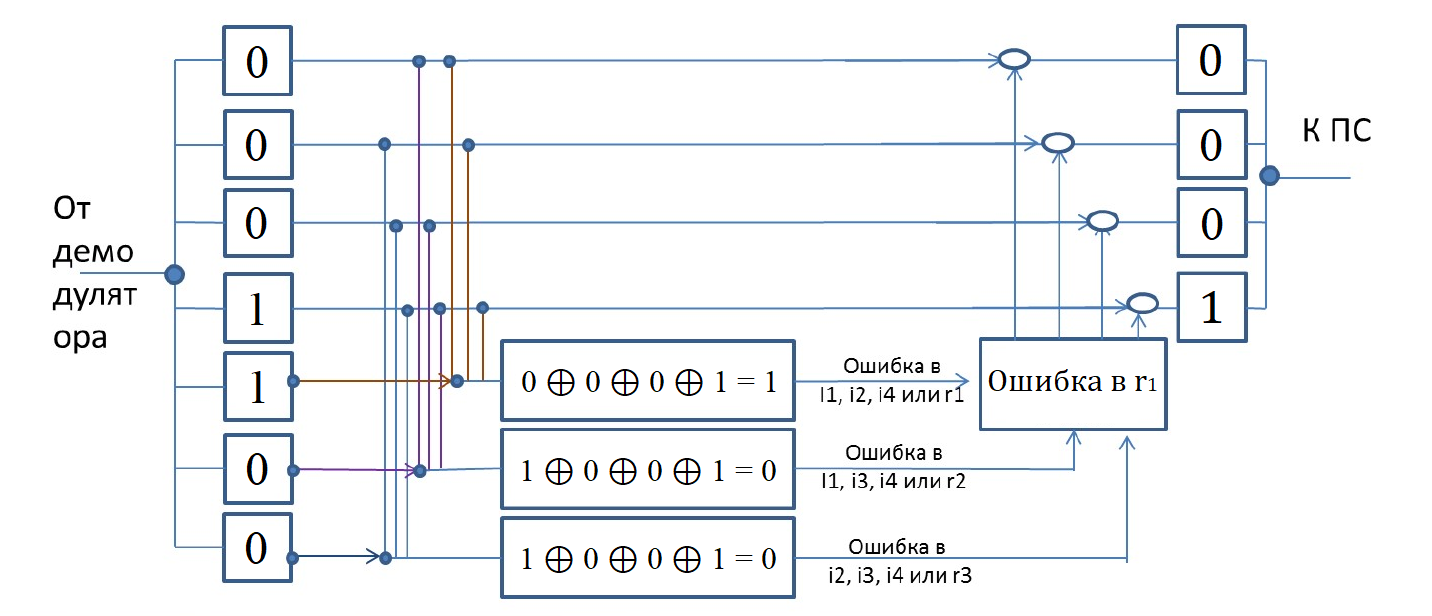 От
демо
дулят
ора
0
0
0
1
1
0
0
0 ⊕ 0 ⊕ 0 ⊕ 1 = 1
1 ⊕ 0 ⊕ 0 ⊕ 1 = 0
1 ⊕ 0 ⊕ 0 ⊕ 1 = 0
Ошибка в
I1, i2, i4 или r1
Ошибка в
I1, i3, i4 или r2
Ошибка в
i2, i3, i4 или r3
Ошибка в r1
0
0
0
1
К ПС